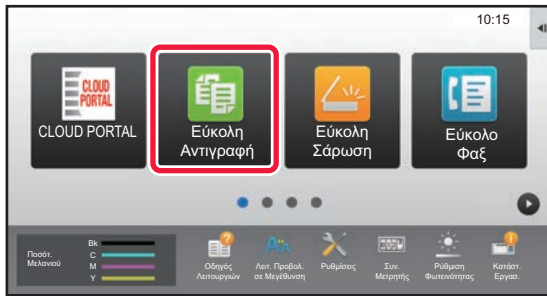 10:15
CLOUD
PORTAL
CLOUD PORTAL
Εύκολη
Αντιγραφή
Εύκολη
Σάρωση
Εύκολο
Φαξ
Ποσότ.
Μελανιού
Bk
C
M
Y
Οδηγός
Λειτουργιών
Λειτ. Προβολ.
σε Μεγέθυνση
Ρυθμίσεις
Συν.
Μετρητής
Ρύθμιση
Φωτεινότητας
Κατάστ.
Εργασ.